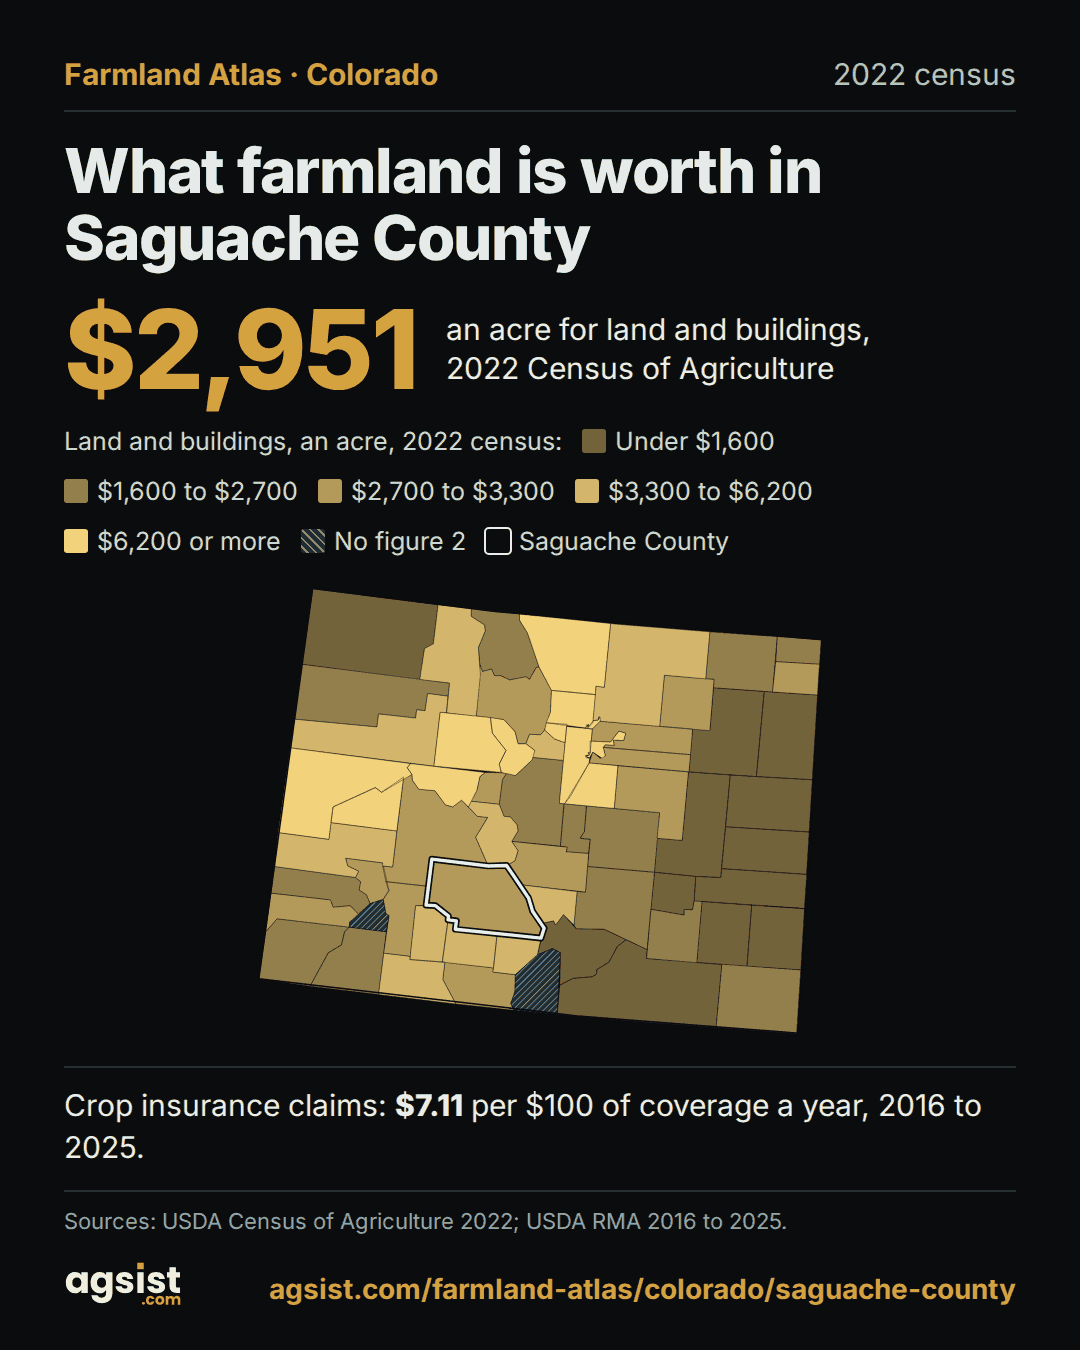 Farmland Atlas · Colorado
2022 census
What farmland is worth in
Saguache County
$2,951
an acre for land and buildings,
2022 Census of Agriculture
Land and buildings, an acre, 2022 census: Under $1,600
$1,600 to $2,700 $2,700 to $3,300 $3,300 to $6,200
$6,200 or more No figure 2 Saguache County
Crop insurance claims: $7.11 per $100 of coverage a year, 2016 to
2025.
Sources: USDA Census of Agriculture 2022; USDA RMA 2016 to 2025.
agsist
.com
agsist.com/farmland-atlas/colorado/saguache-county